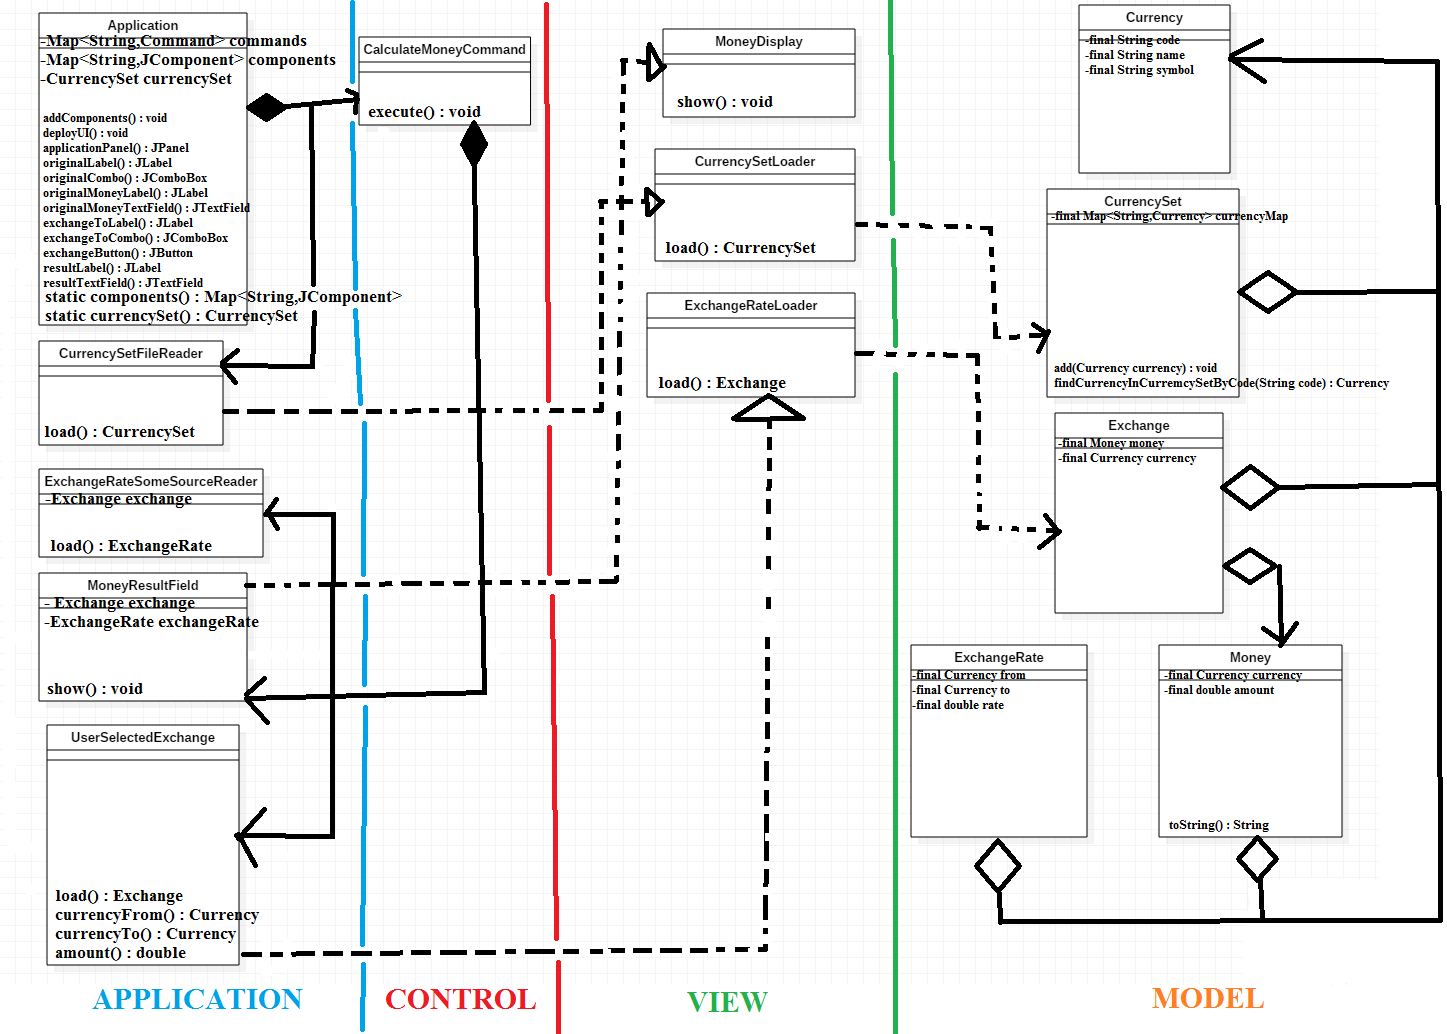 Application
-Map<String,Command> commands
-Map<String,JComponent> components
-CurrencySet currencySet
addComponents() : void
deployUI() : void
applicationPanel() : JPanel
originalLabel() : JLabel
originalCombo() : JComboBox
originalMoneyLabel() : JLabel
originalMoneyTextField() : JTextField
exchangeToLabel() : JLabel
exchangeToCombo() : JComboBox
exchangeButton() : JButton
resultLabel() : JLabel
resultTextField() : JTextField
static components() : Map<String,JComponent>
static currencySet() : CurrencySet
CurrencySetFileReader
load() : CurrencySet
ExchangeRateSomeSourceReader
-Exchange exchange
load() : ExchangeRate
MoneyResultField
- Exchange exchange
-ExchangeRate exchangeRate
show() : void
UserSelectedExchange
load() : Exchange
currencyFrom() : Currency
currencyTo() : Currency
amount() : double
APPLICATION
CalculateMoneyCommand
execute() : void
CONTROL
MoneyDisplay
show() : void
CurrencySetLoader
load() : CurrencySet
ExchangeRateLoader
load() : Exchange
VIEW
Currency
-final String code
-final String name
-final String symbol
CurrencySet
-final Map<String,Currency> currencyMap
add(Currency currency) : void
findCurrencyInCurremcySetByCode(String code) : Currency
Exchange
-final Money money
-final Currency currency
ExchangeRate
-final Currency from
-final Currency to
-final double rate
Money
-final Currency currency
-final double amount
toString() : String
MODEL